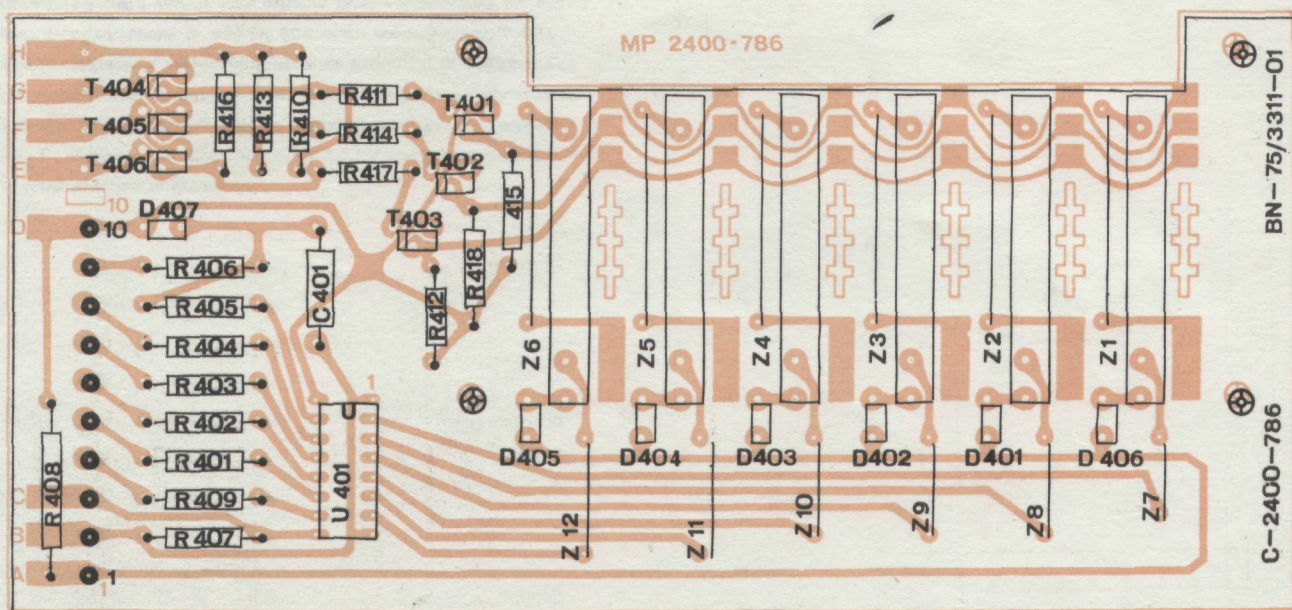 MP 2400-786
H
G
F
E
D
C
B
A
T404
T405
T406
R416
R413
R410
R411
R414
R417
T401
T402
T403
415
R418
R412
10
D407
10
R406
R405
R404
R403
R402
R401
R409
R407
R408
C401
1
U
U 401
1
1
Z6
Z5
Z4
Z3
Z2
Z1
D405
D404
D403
D402
D401
D406
Z12
Z11
Z10
Z9
Z8
Z7
BN-75/3311-01
C-2400-786